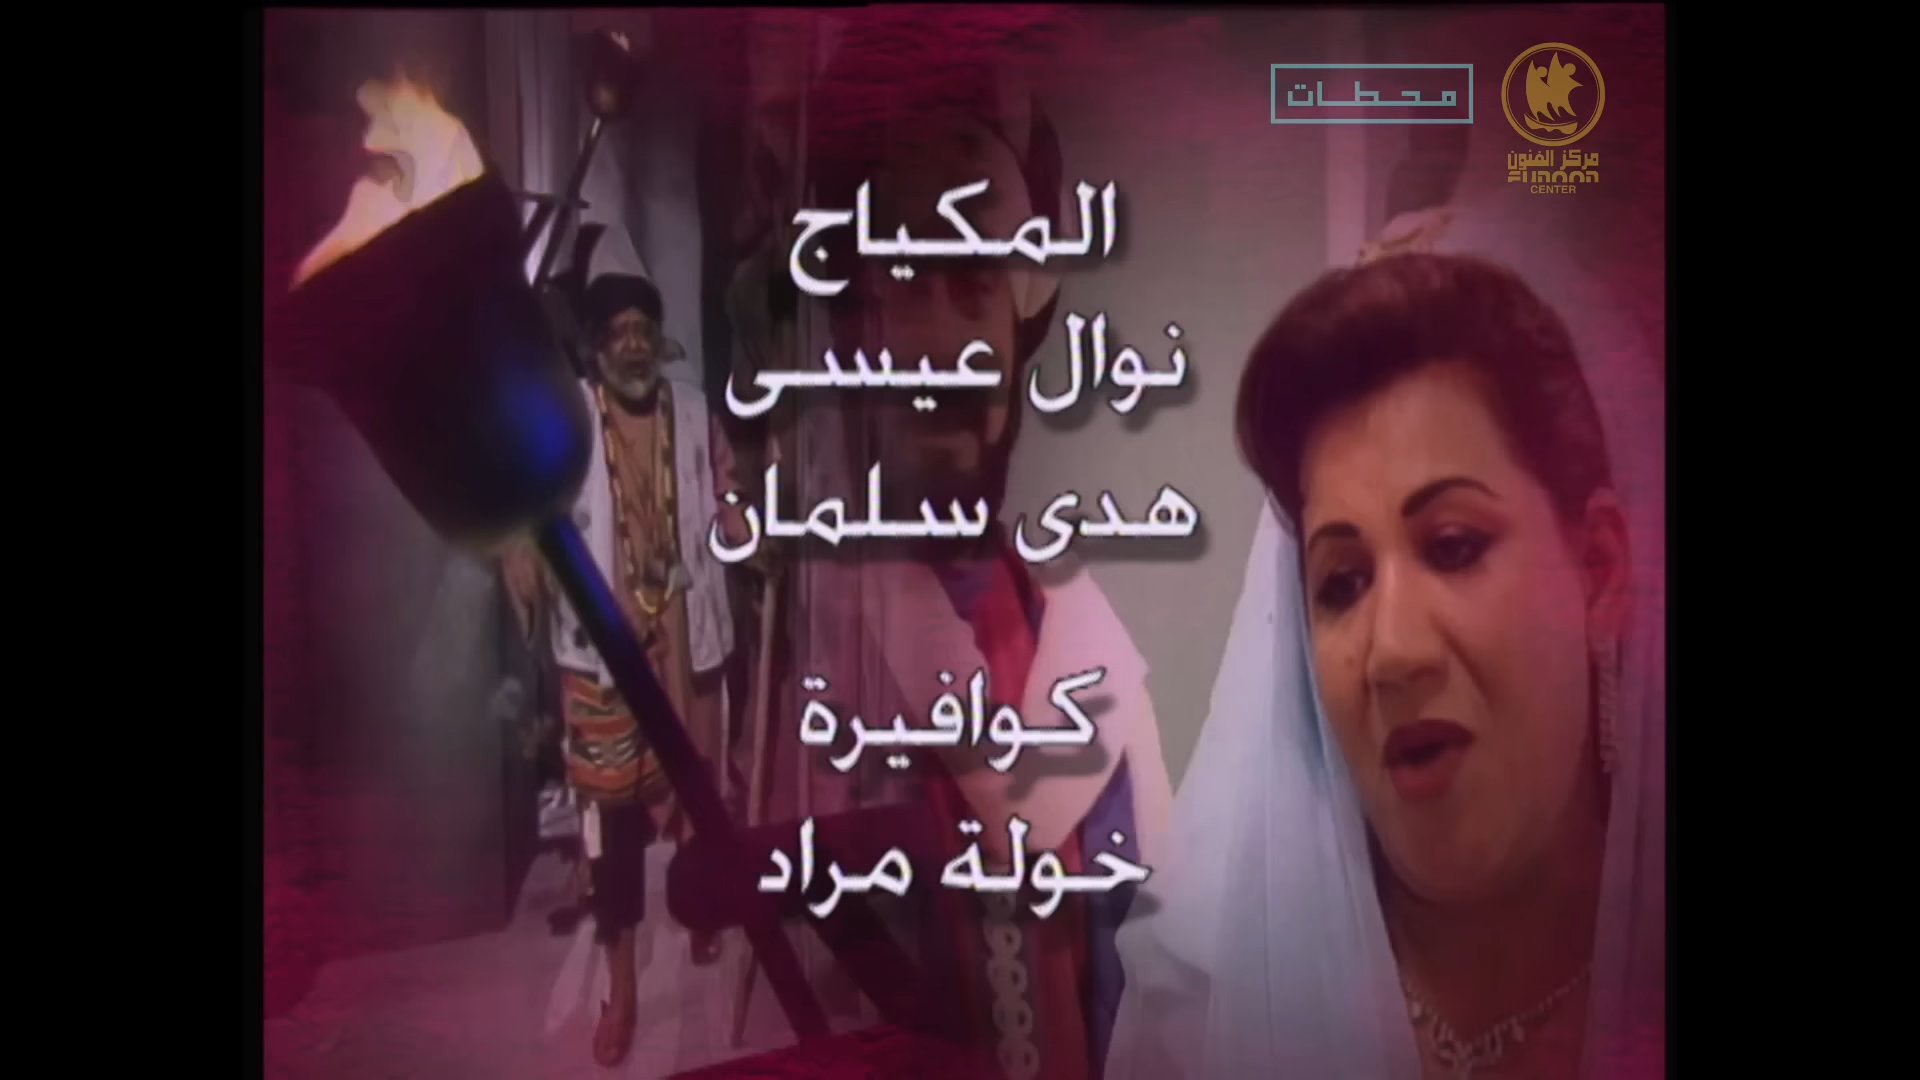 محطات
مركز الفنون
FUNOON
CENTER
المكياج
نوال عيسى
هدى سلمان
كوافيرة
خولة مراد